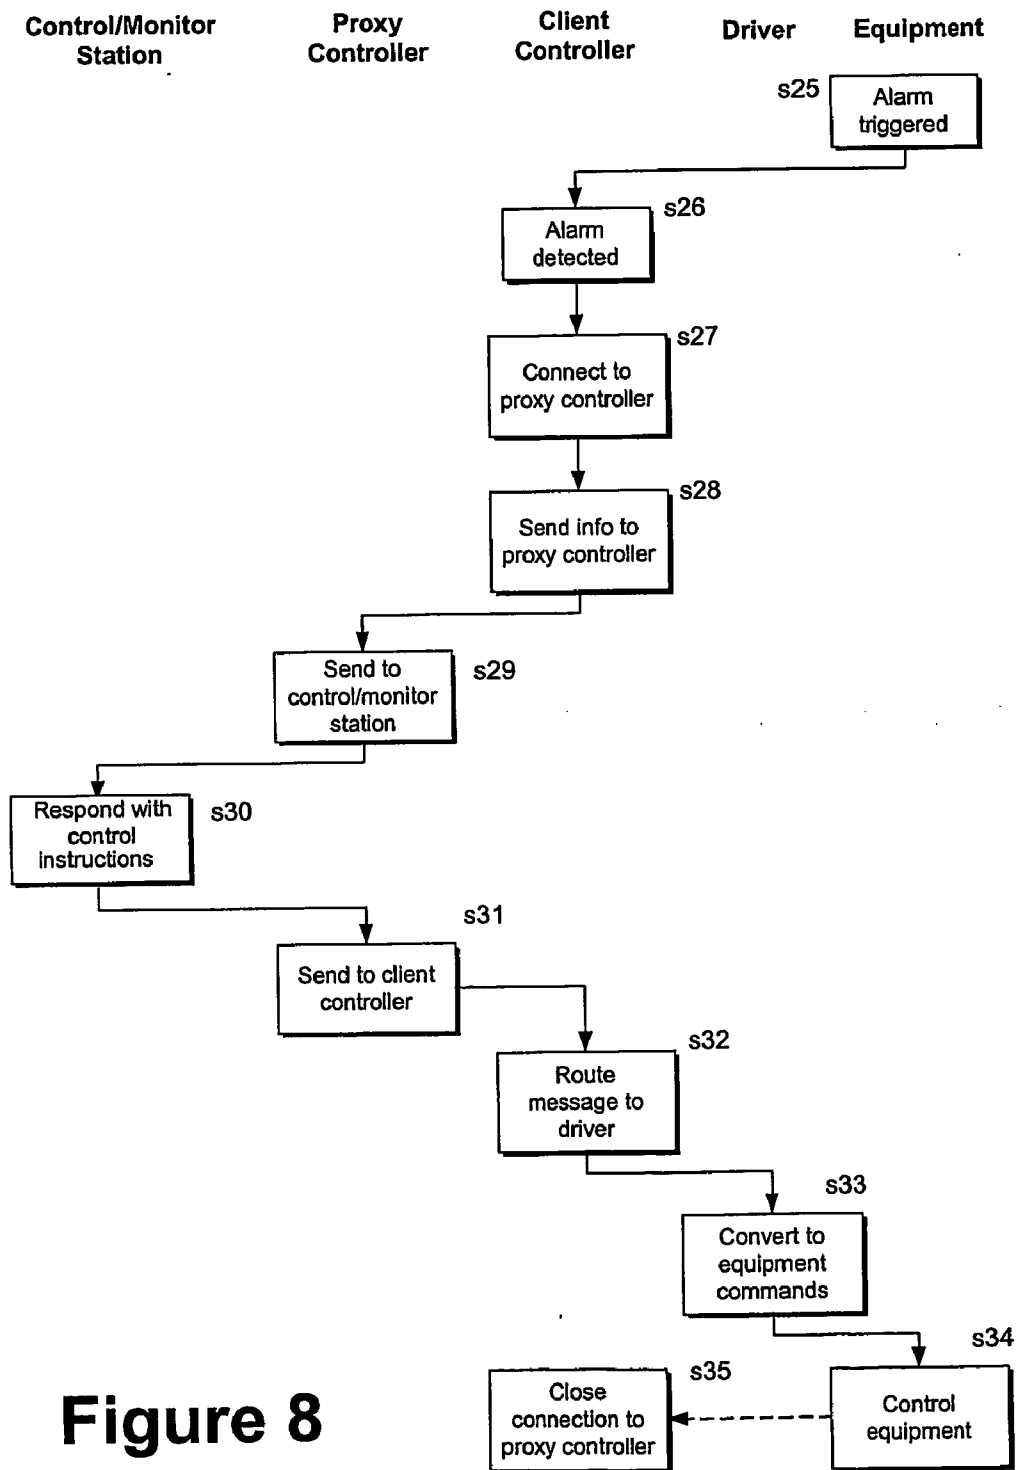 Control/Monitor
Station
Proxy
Controller
Client
Controller
Driver
Equipment
s25
Alarm
triggered
s26
Alarm
detected
s27
Connect to
proxy controller
s28
Send info to
proxy controller
s29
Send to
control/monitor
station
s30
Respond with
control
instructions
s31
Send to client
controller
s32
Route
message to
driver
s33
Convert to
equipment
commands
s34
Control
equipment
s35
Close
connection to
proxy controller
Figure 8